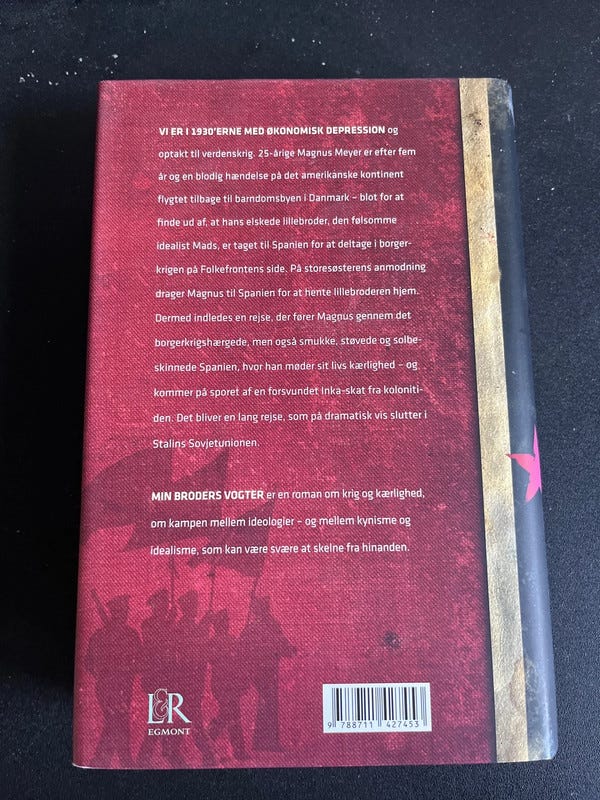 VI ER I 1930'ERNE MED ØKONOMISK DEPRESSION og
optakt til verdenskrig. 25-årige Magnus Meyer er efter fem
år og en blodig hændelse på det amerikanske kontinent
flygtet tilbage til barndomsbyen i Danmark – blot for at
finde ud af, at hans elskede lillebroder, den følsomme
idealist Mads, er taget til Spanien for at deltage i borger-
krigen på Folkefrontens side. På storesøsterens anmodning
drager Magnus til Spanien for at hente lillebroderen hjem.
Dermed indledes en rejse, der fører Magnus gennem det
borgerkrigshærgede, men også smukke, støvede og solbe-
skinnede Spanien, hvor han møder sit livs kærlighed – og
kommer på sporet af en forsvundet Inka-skat fra koloniti-
den. Det bliver en lang rejse, som på dramatisk vis slutter i
Stalins Sovjetunionen.
MIN BRODERS VOGTER er en roman om krig og kærlighed,
om kampen mellem ideologier – og mellem kynisme og
idealisme, som kan være svære at skelne fra hinanden.
L&R
EGMONT
9 788711 427453